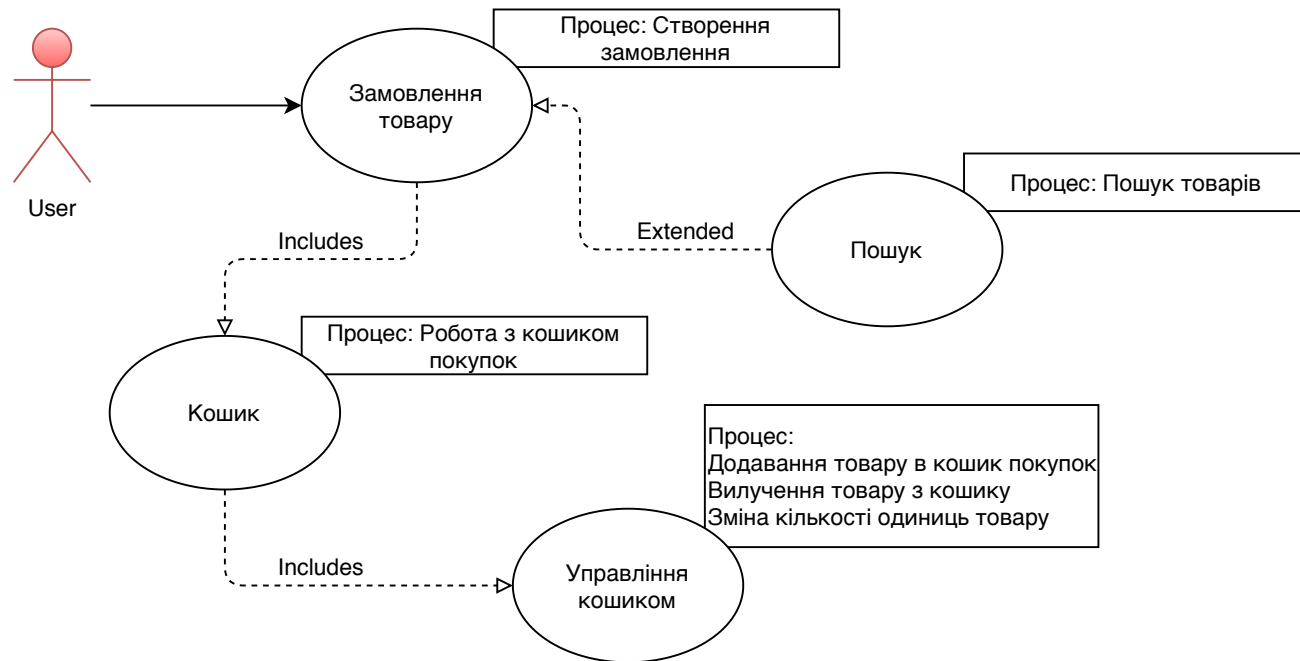 Процес: Створення
замовлення
Замовлення
товару
User
Процес: Пошук товарів
Includes
Extended
Пошук
Процес: Робота з кошиком
покупок
Кошик
Процес:
Додавання товару в кошик покупок
Вилучення товару з кошику
Зміна кількості одиниць товару
Includes
Управління
кошиком